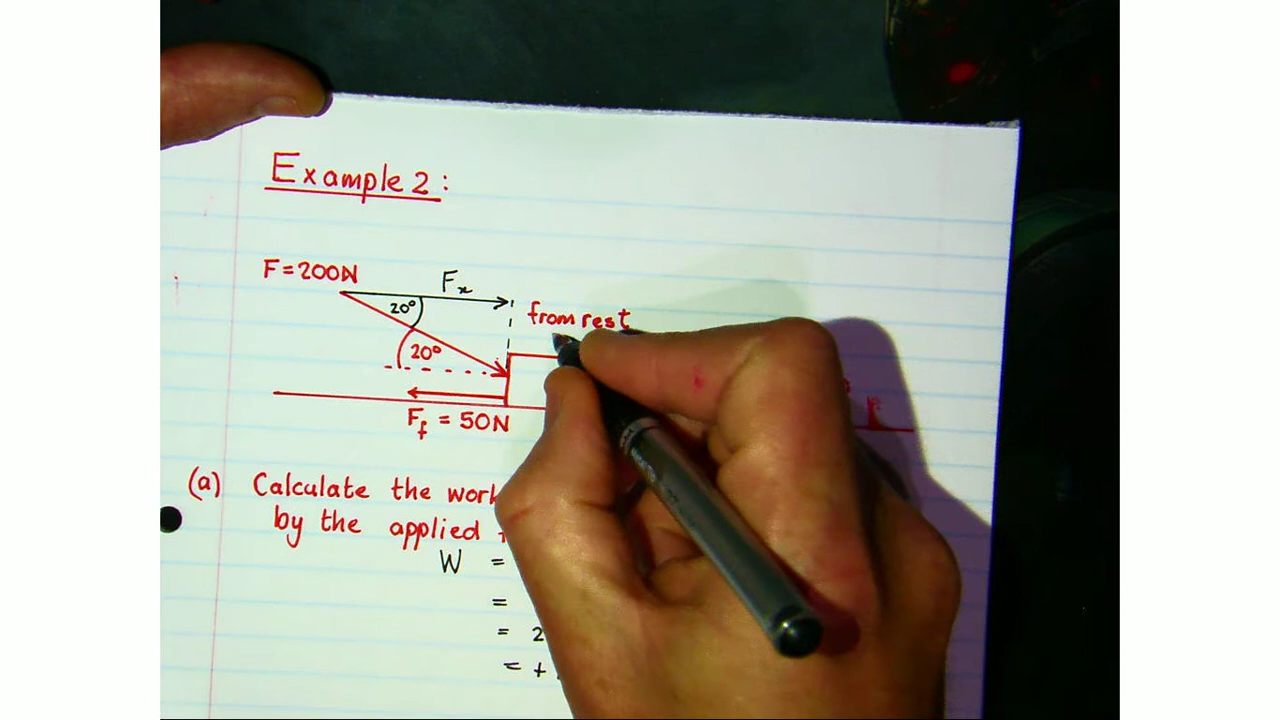 Example 2:
F = 200N
Fx
20°
from rest
20°
Ff = 50N
(a) Calculate the work
by the applied
W =
=
= 2
= +